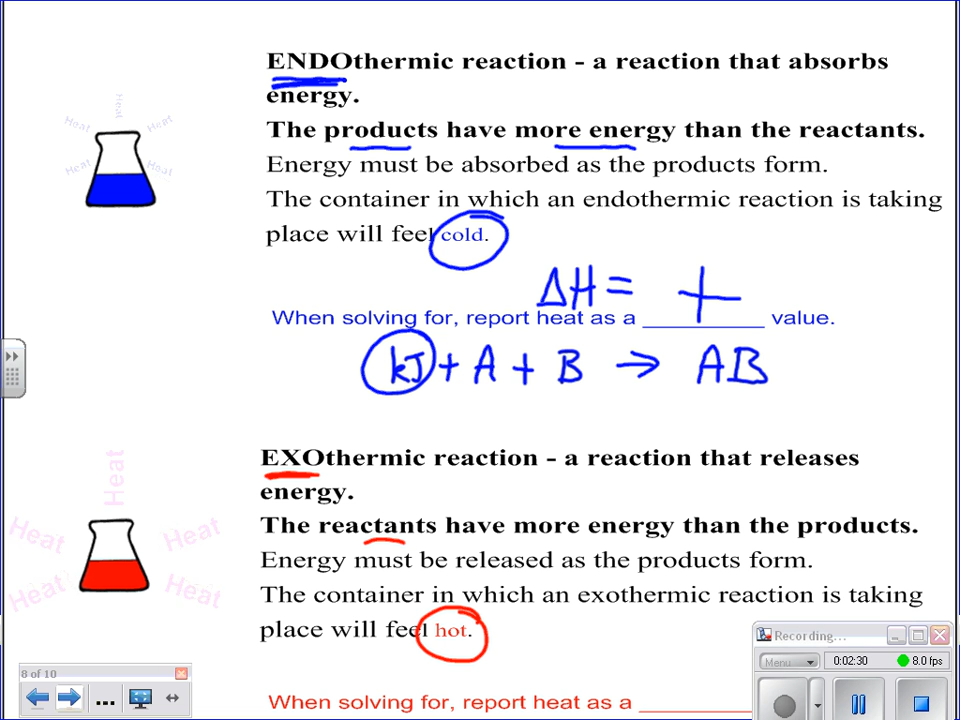 ENDOthermic reaction - a reaction that absorbs
energy.
The products have more energy than the reactants.
Energy must be absorbed as the products form.
The container in which an endothermic reaction is taking
place will feel cold.
Heat
Heat
Heat
Heat
Heat
ΔH = +
When solving for, report heat as a __________ value.
kJ + A + B → AB
EXOthermic reaction - a reaction that releases
energy.
The reactants have more energy than the products.
Energy must be released as the products form.
The container in which an exothermic reaction is taking
place will feel hot.
Heat
Heat
Heat
Heat
Heat
When solving for, report heat as a __________
8 of 10
...
Recording...
Menu
0:02:30
8.0 fps